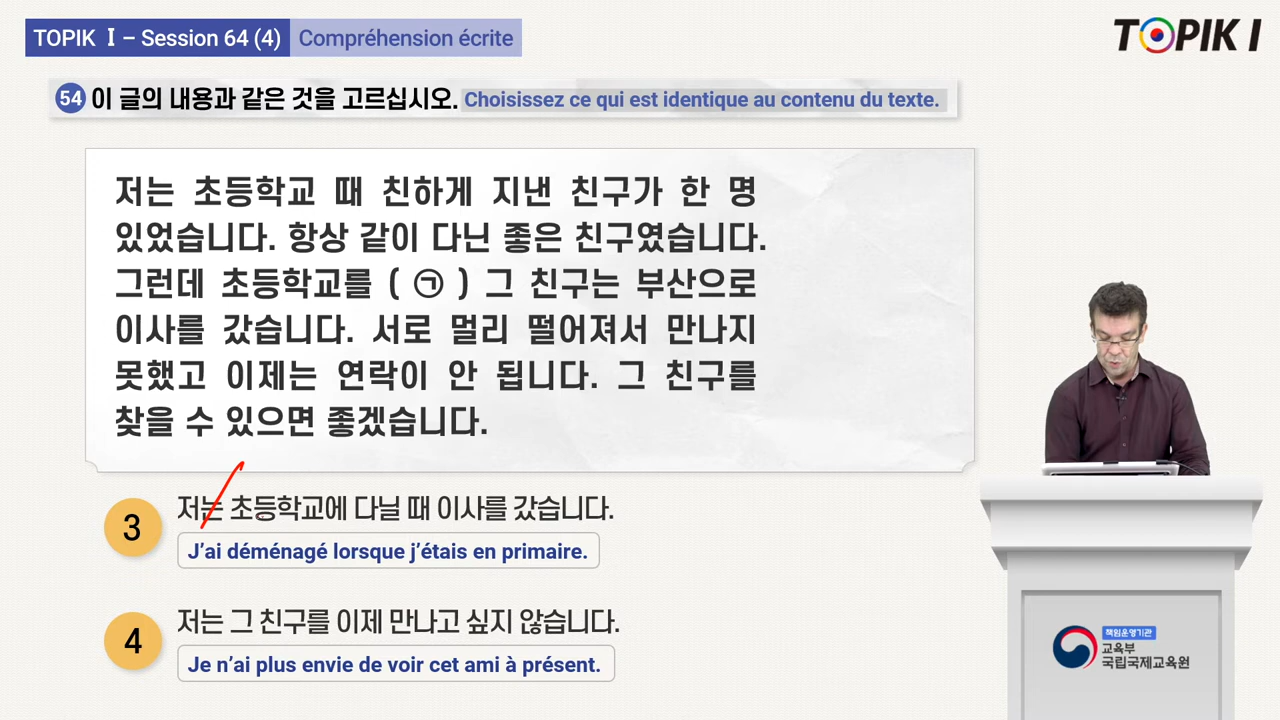 TOPIK I – Session 64 (4) Compréhension écrite
TOPIK I
54 이 글의 내용과 같은 것을 고르십시오. Choisissez ce qui est identique au contenu du texte.
저는 초등학교 때 친하게 지낸 친구가 한 명
있었습니다. 항상 같이 다닌 좋은 친구였습니다.
그런데 초등학교를 ( ㉠ ) 그 친구는 부산으로
이사를 갔습니다. 서로 멀리 떨어져서 만나지
못했고 이제는 연락이 안 됩니다. 그 친구를
찾을 수 있으면 좋겠습니다.
3 저는 초등학교에 다닐 때 이사를 갔습니다.
J’ai déménagé lorsque j’étais en primaire.
4 저는 그 친구를 이제 만나고 싶지 않습니다.
Je n’ai plus envie de voir cet ami à présent.
책임운영기관
교육부
국립국제교육원